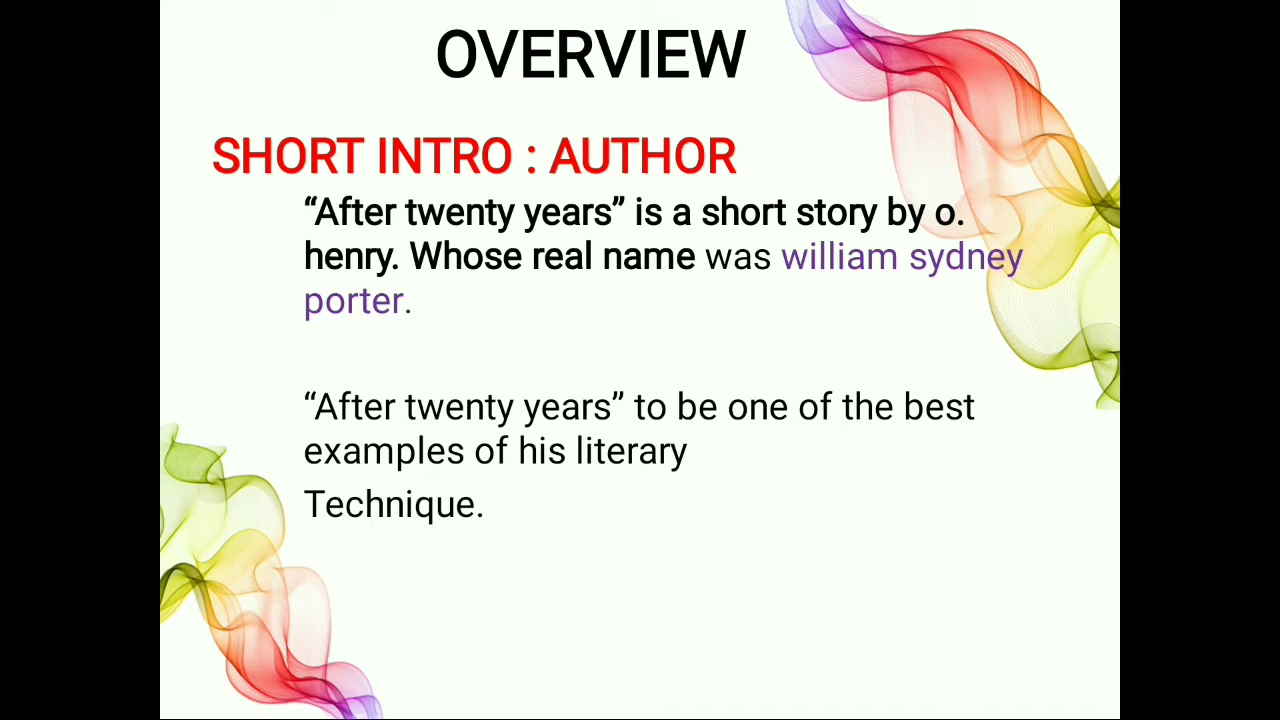 OVERVIEW
SHORT INTRO : AUTHOR
“After twenty years” is a short story by o.
henry. Whose real name was william sydney
porter.
“After twenty years” to be one of the best
examples of his literary
Technique.